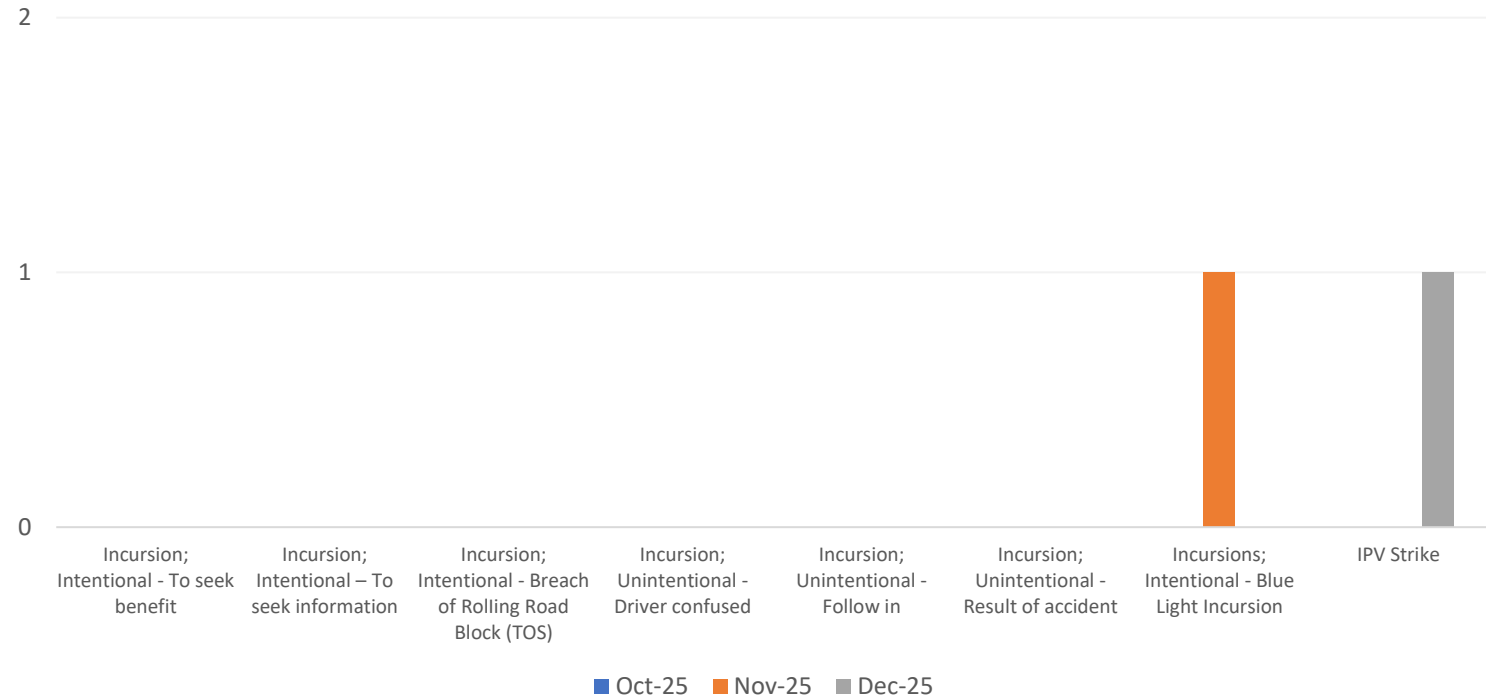 2
1
0
Incursion;
Intentional - To seek
benefit
Incursion;
Intentional – To
seek information
Incursion;
Intentional - Breach
of Rolling Road
Block (TOS)
Incursion;
Unintentional -
Driver confused
Incursion;
Unintentional -
Follow in
Incursion;
Unintentional -
Result of accident
Incursions;
Intentional - Blue
Light Incursion
IPV Strike
Oct-25 Nov-25 Dec-25